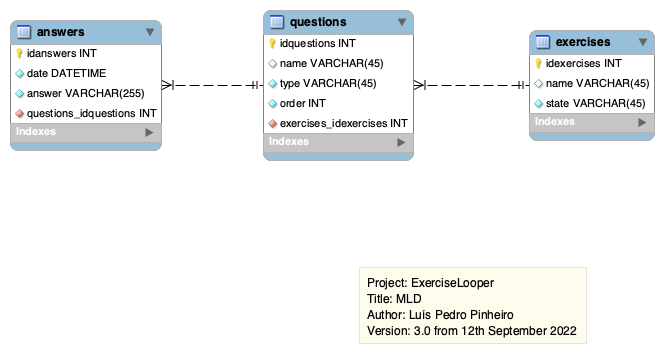 answers
idanswers INT
date DATETIME
answer VARCHAR(255)
questions_idquestions INT
Indexes
questions
idquestions INT
name VARCHAR(45)
type VARCHAR(45)
order INT
exercises_idexercises INT
Indexes
exercises
idexercises INT
name VARCHAR(45)
state VARCHAR(45)
Indexes
Project: ExerciseLooper
Title: MLD
Author: Luis Pedro Pinheiro
Version: 3.0 from 12th September 2022